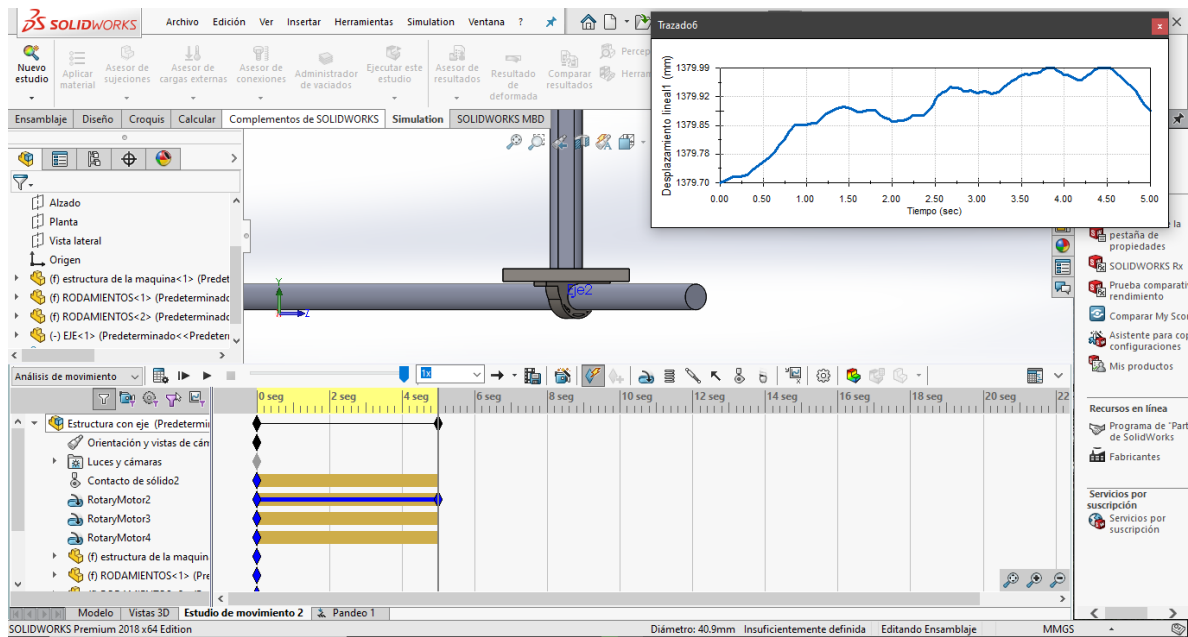 SOLIDWORKS Archivo Edición Ver Insertar Herramientas Simulation Ventana ?
Nuevo estudio
Aplicar material
Asesor de sujeciones
Asesor de cargas externas
Asesor de conexiones
Administrador de vaciados
Ejecutar este estudio
Asesor de resultados
Resultado de deformada
Comparar resultados
Percep
Herran
Ensamblaje Diseño Croquis Calcular Complementos de SOLIDWORKS Simulation SOLIDWORKS MBD
Trazado6 x
Desplazamiento lineal1 (mm)
1379.99
1379.92
1379.85
1379.78
1379.70
0.00 0.50 1.00 1.50 2.00 2.50 3.00 3.50 4.00 4.50 5.00
Tiempo (sec)
Alzado
Planta
Vista lateral
Origen
(f) estructura de la maquina<1> (Predet
(f) RODAMIENTOS<1> (Predeterminado
(f) RODAMIENTOS<2> (Predeterminado
(-) EJE<1> (Predeterminado<<Predeter
Y
Z
Eje2
la
pestaña de
propiedades
SOLIDWORKS Rx
Prueba comparativ
rendimiento
Comparar My Scor
Asistente para cop
configuraciones
Mis productos
Recursos en línea
Programa de "Part
de SolidWorks
Fabricantes
Servicios por
suscripción
Servicios por
suscripción
Análisis de movimiento 1x
0 seg 2 seg 4 seg 6 seg 8 seg 10 seg 12 seg 14 seg 16 seg 18 seg 20 seg 22
Estructura con eje (Predetermi
Orientación y vistas de cám
Luces y cámaras
Contacto de sólido2
RotaryMotor2
RotaryMotor3
RotaryMotor4
(f) estructura de la maquin
(f) RODAMIENTOS<1> (Pre
Modelo Vistas 3D Estudio de movimiento 2 Pandeo 1
SOLIDWORKS Premium 2018 x64 Edition Diámetro: 40.9mm Insuficientemente definida Editando Ensamblaje MMGS